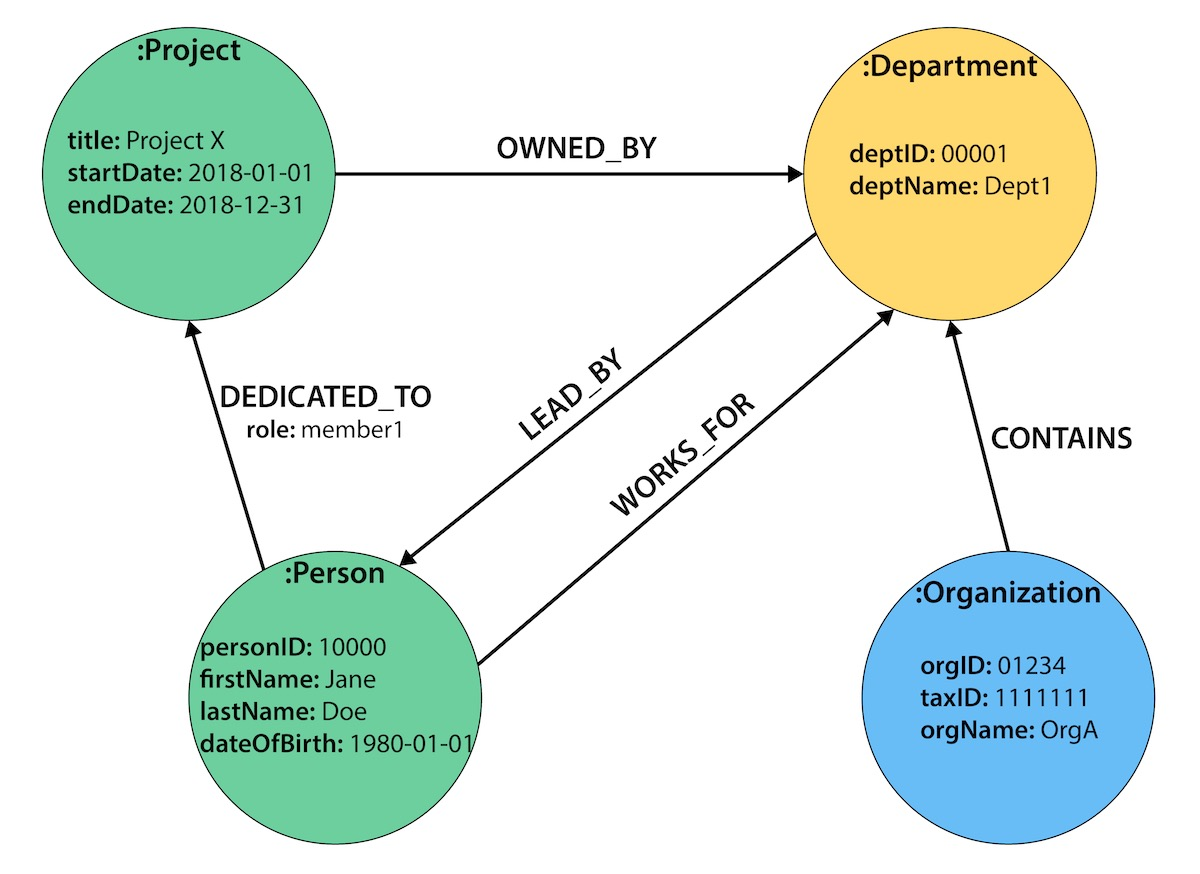 :Project
title: Project X
startDate: 2018-01-01
endDate: 2018-12-31
OWNED_BY
:Department
deptID: 00001
deptName: Dept1
DEDICATED_TO
role: member1
LEAD_BY
WORKS_FOR
CONTAINS
:Person
personID: 10000
firstName: Jane
lastName: Doe
dateOfBirth: 1980-01-01
:Organization
orgID: 01234
taxID: 1111111
orgName: OrgA